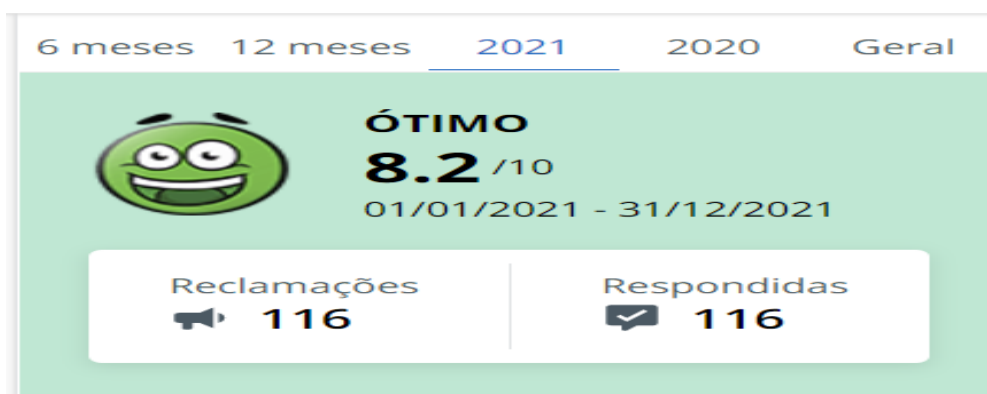 6 meses 12 meses 2021 2020 Geral
ÓTIMO
8.2 /10
01/01/2021 - 31/12/2021
Reclamações Respondidas
116 116